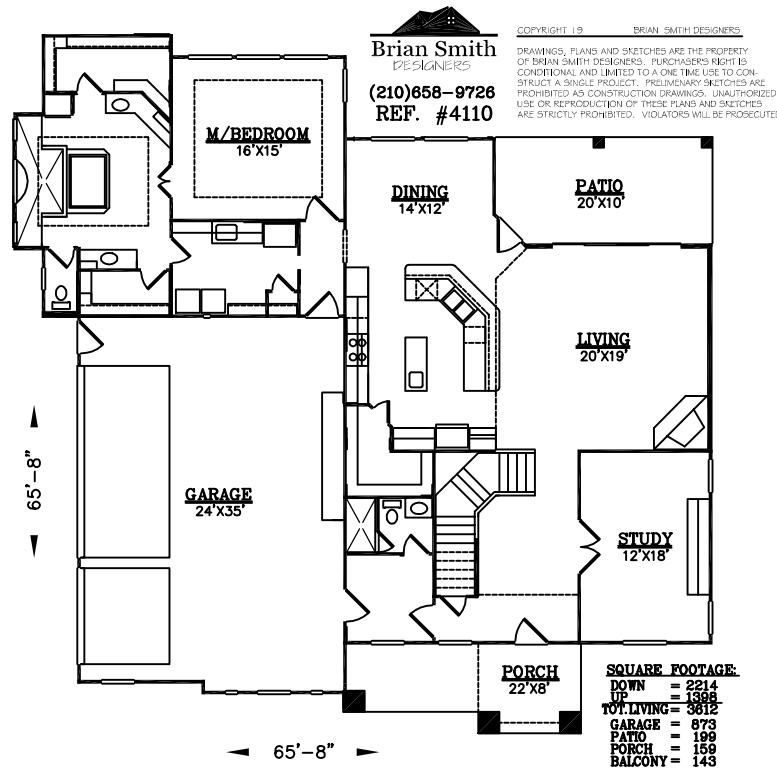 Brian Smith
DESIGNERS
(210)658-9726
REF. #4110
COPYRIGHT 19 BRIAN SMTIH DESIGNERS
DRAWINGS, PLANS AND SKETCHES ARE THE PROPERTY
OF BRIAN SMITH DESIGNERS. PURCHASERS RIGHT IS
CONDITIONAL AND LIMITED TO A ONE TIME USE TO CON-
STRUCT A SINGLE PROJECT. PRELIMENARY SKETCHES ARE
PROHIBITED AS CONSTRUCTION DRAWINGS. UNAUTHORIZED
USE OR REPRODUCTION OF THESE PLANS AND SKETCHES
ARE STRICTLY PROHIBITED. VIOLATORS WILL BE PROSECUTED
M/BEDROOM
16'X15'
DINING
14'X12'
PATIO
20'X10'
LIVING
20'X19'
65'-8"
GARAGE
24'X35'
STUDY
12'X18'
PORCH
22'X8'
65'-8"
SQUARE FOOTAGE:
DOWN = 2214
UP = 1398
TOT.LIVING = 3612
GARAGE = 873
PATIO = 199
PORCH = 159
BALCONY = 143